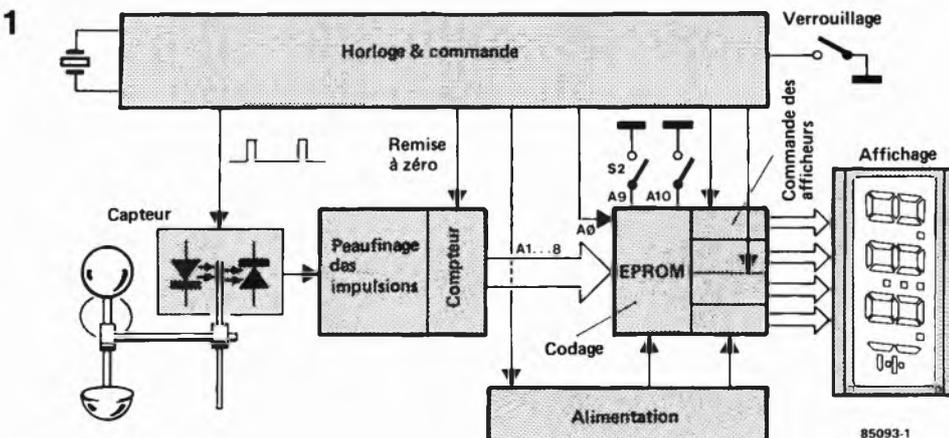 1
Horloge & commande
Verrouillage
Remise
à zéro
Commande des
afficheurs
Affichage
S2
A9
A10
Capteur
Peaufinage
des
impulsions
Compteur
A1...8
AØ
EPROM
Codage
Alimentation
85093-1